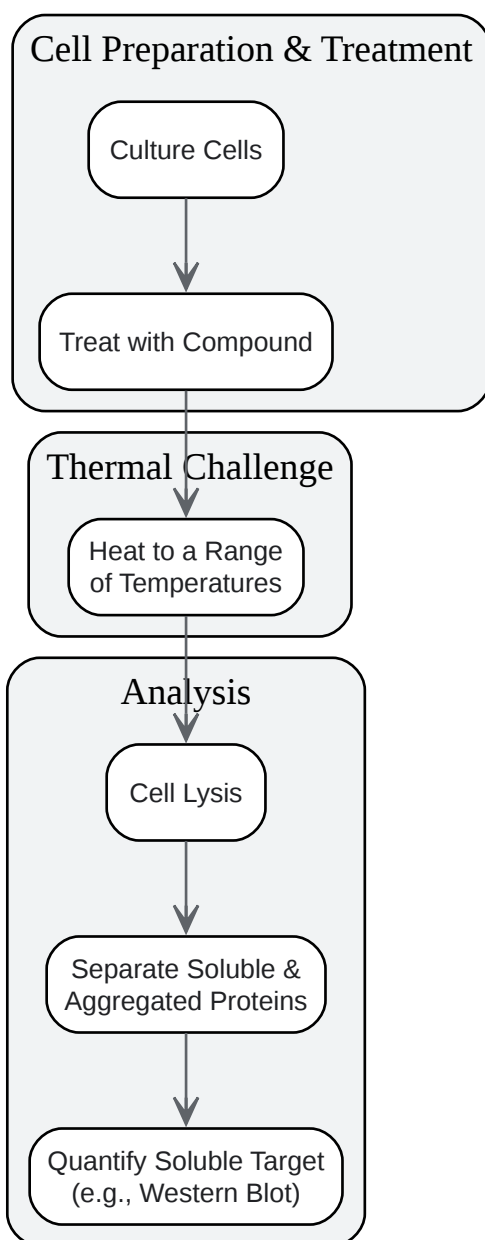 Cell Preparation & Treatment
Culture Cells
Treat with Compound
Thermal Challenge
Heat to a Range
of Temperatures
Analysis
Cell Lysis
Separate Soluble &
Aggregated Proteins
Quantify Soluble Target
(e.g., Western Blot)